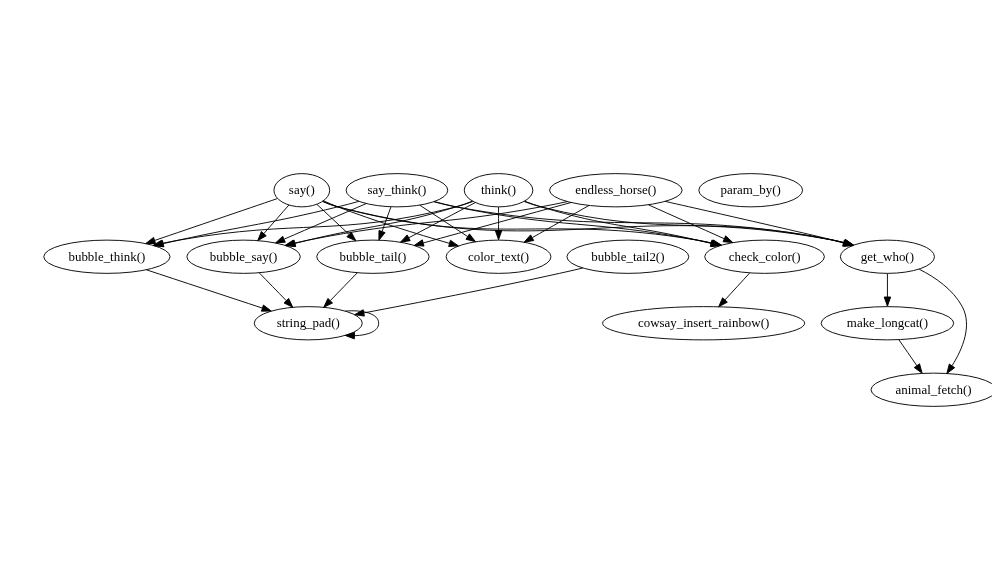 say()
say_think()
think()
endless_horse()
param_by()
bubble_think()
bubble_say()
bubble_tail()
color_text()
bubble_tail2()
check_color()
get_who()
string_pad()
cowsay_insert_rainbow()
make_longcat()
animal_fetch()